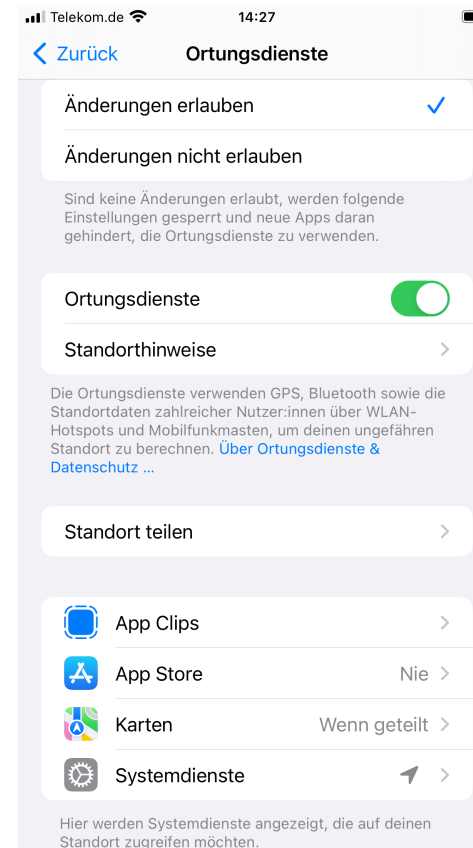 Telekom.de 14:27
Zurück Ortungsdienste
Änderungen erlauben
Änderungen nicht erlauben
Sind keine Änderungen erlaubt, werden folgende
Einstellungen gesperrt und neue Apps daran
gehindert, die Ortungsdienste zu verwenden.
Ortungsdienste
Standorthinweise
Die Ortungsdienste verwenden GPS, Bluetooth sowie die
Standortdaten zahlreicher Nutzer:innen über WLAN-
Hotspots und Mobilfunkmasten, um deinen ungefähren
Standort zu berechnen. Über Ortungsdienste &
Datenschutz ...
Standort teilen
App Clips
App Store Nie
Karten Wenn geteilt
Systemdienste
Hier werden Systemdienste angezeigt, die auf deinen
Standort zugreifen möchten.